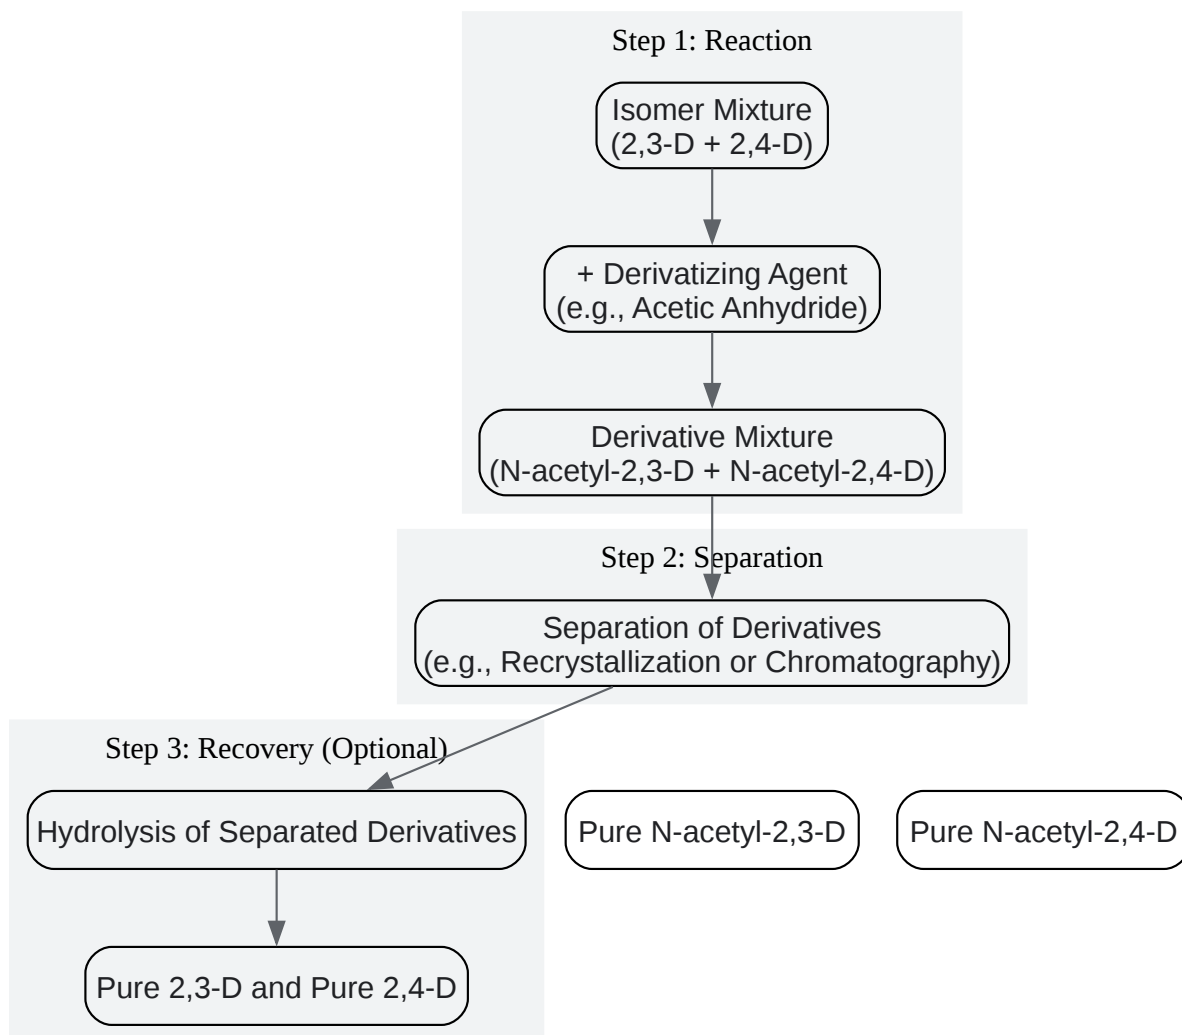 Step 1: Reaction
Isomer Mixture
(2,3-D + 2,4-D)
+ Derivatizing Agent
(e.g., Acetic Anhydride)
Derivative Mixture
(N-acetyl-2,3-D + N-acetyl-2,4-D)
Step 2: Separation
Separation of Derivatives
(e.g., Recrystallization or Chromatography)
Step 3: Recovery (Optional)
Hydrolysis of Separated Derivatives
Pure N-acetyl-2,3-D
Pure N-acetyl-2,4-D
Pure 2,3-D and Pure 2,4-D